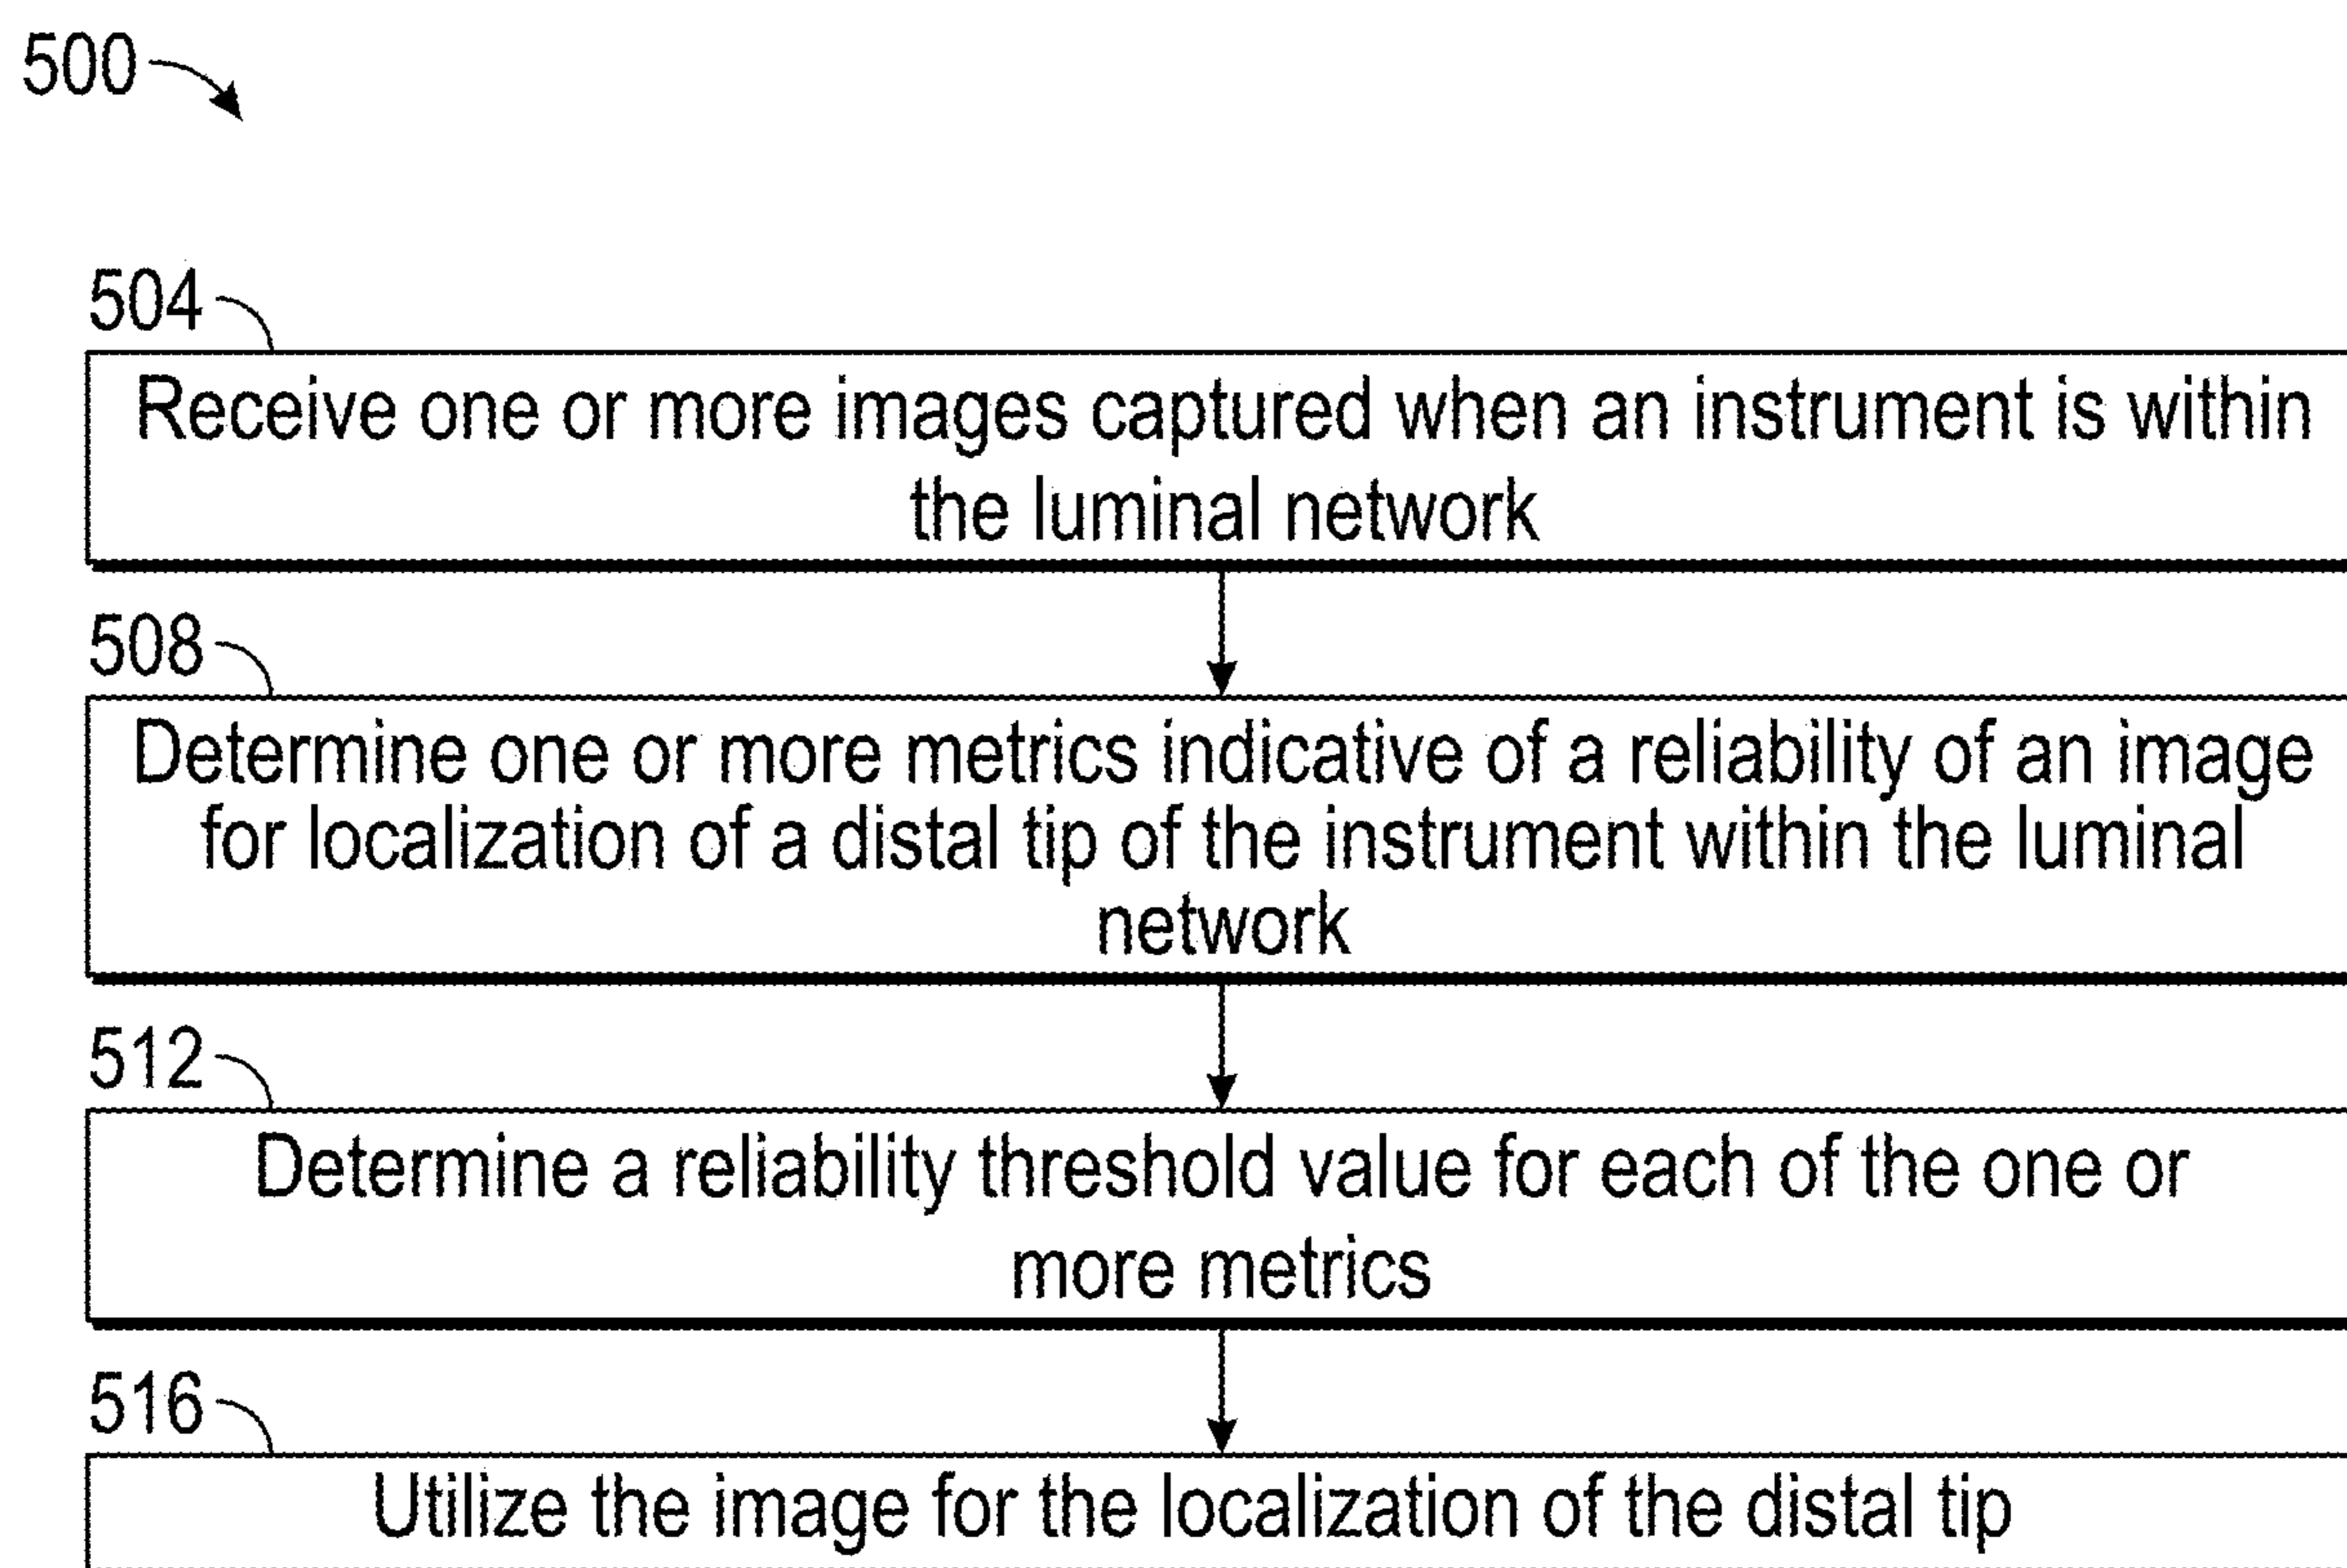 500
504
Receive one or more images captured when an instrument is within
the luminal network
508
Determine one or more metrics indicative of a reliability of an image
for localization of a distal tip of the instrument within the luminal
network
512
Determine a reliability threshold value for each of the one or
more metrics
516
Utilize the image for the localization of the distal tip